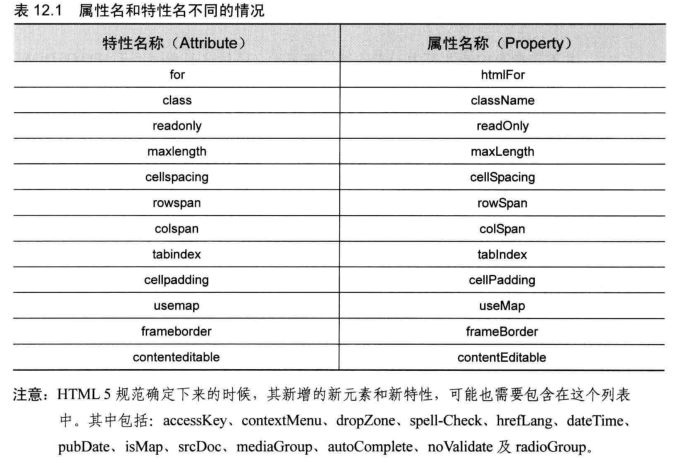 表 12.1 属性名和特性名不同的情况
特性名称（Attribute） 属性名称（Property）
for htmlFor
class className
readonly readOnly
maxlength maxLength
cellspacing cellSpacing
rowspan rowSpan
colspan colSpan
tabindex tabIndex
cellpadding cellPadding
usemap useMap
frameborder frameBorder
contenteditable contentEditable
注意：HTML 5 规范确定下来的时候，其新增的新元素和新特性，可能也需要包含在这个列表
中。其中包括：accessKey、contextMenu、dropZone、spell-Check、hrefLang、dateTime、
pubDate、isMap、srcDoc、mediaGroup、autoComplete、noValidate 及 radioGroup。